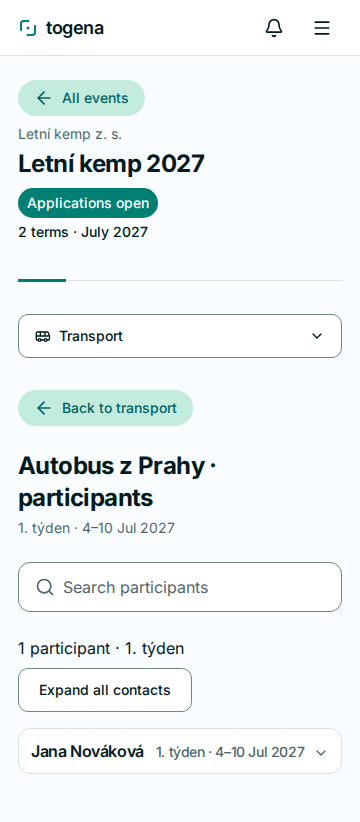 togena
All events
Letní kemp z. s.
Letní kemp 2027
Applications open
2 terms · July 2027
Transport
Back to transport
Autobus z Prahy ·
participants
1. týden · 4–10 Jul 2027
Search participants
1 participant · 1. týden
Expand all contacts
Jana Nováková 1. týden · 4–10 Jul 2027